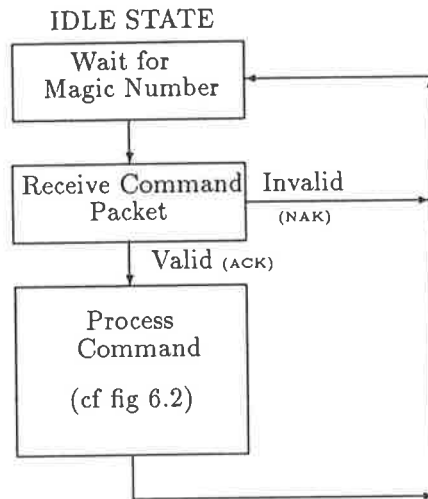 IDLE STATE
Wait for
Magic Number
Receive Command
Packet
Invalid
(NAK)
Valid (ACK)
Process
Command
(cf fig 6.2)